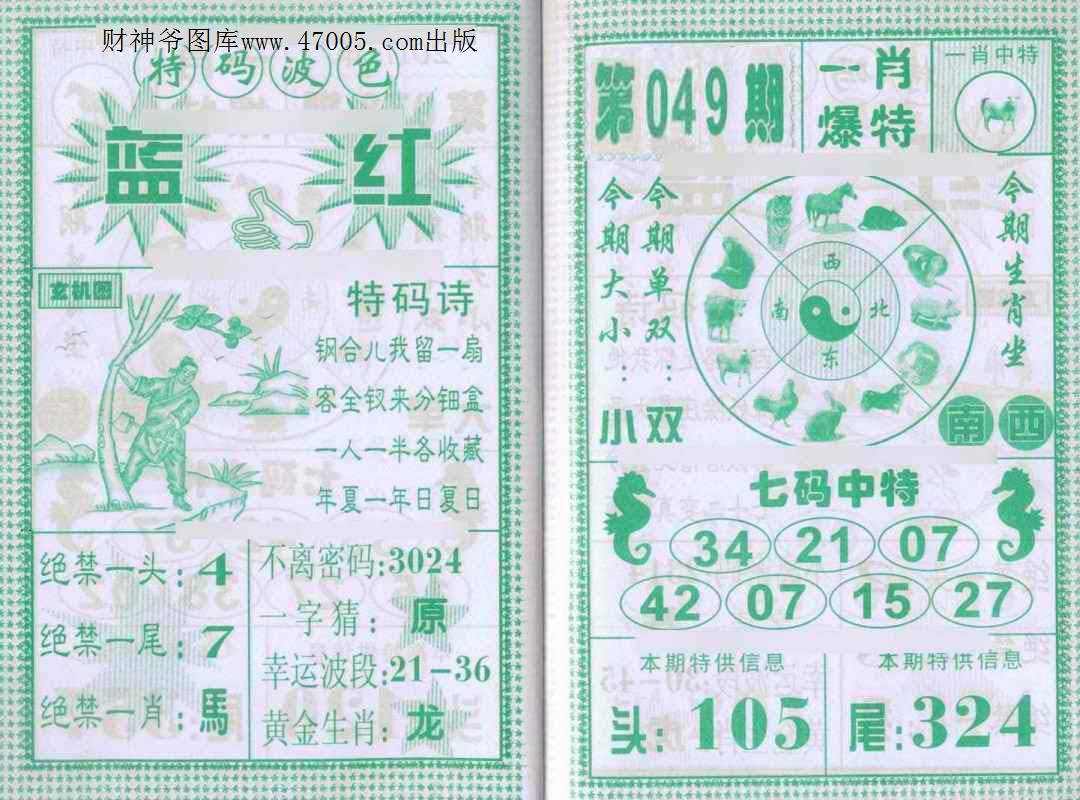 财神爷图库www.47005.com出版
特码波色
蓝 红
玄机图
特码诗
钢合儿我留一扇
客全钗来分钿盒
一人一半各收藏
年夏一年日复日
绝禁一头:4
绝禁一尾:7
绝禁一肖:馬
不离密码:3024
一字猜:原
幸运波段:21-36
黄金生肖:龙
第049期
一肖
爆特
一肖中特
今期大小:小
今期单双:双
西
南 北
东
今期生肖坐
南西
七码中特
34 21 07
42 07 15 27
本期特供信息
头:105
本期特供信息
尾:324